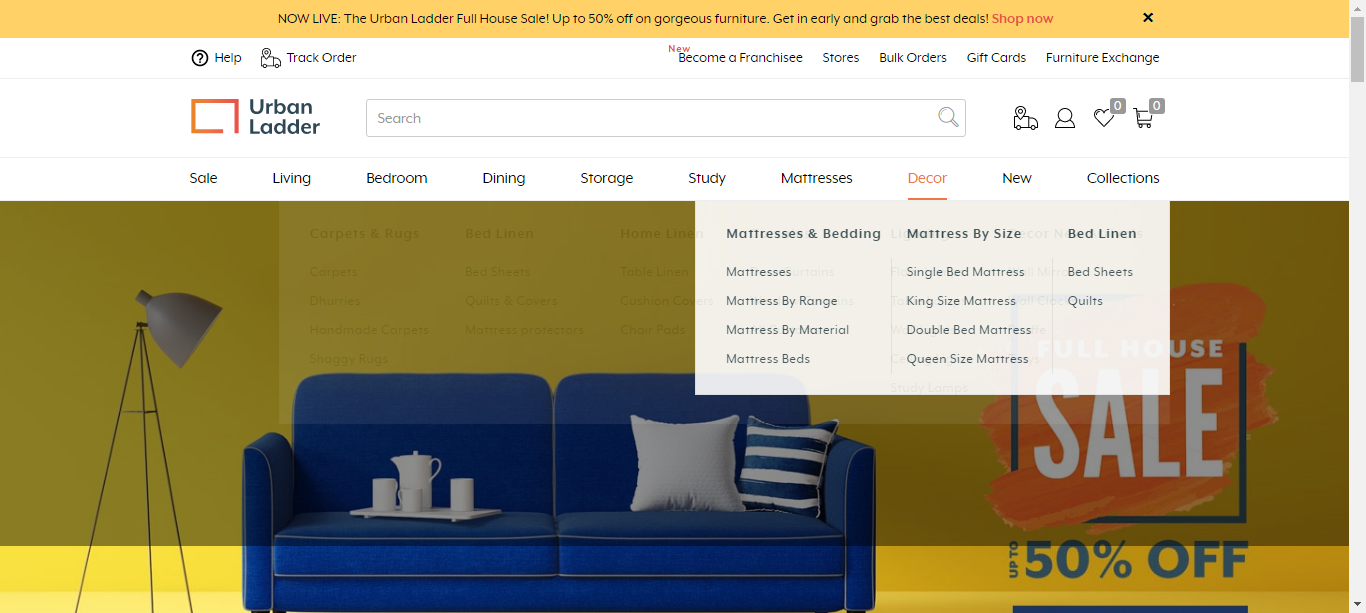 NOW LIVE: The Urban Ladder Full House Sale! Up to 50% off on gorgeous furniture. Get in early and grab the best deals! Shop now
Help Track Order New Become a Franchisee Stores Bulk Orders Gift Cards Furniture Exchange
Urban
Ladder
Search
0 0
Sale Living Bedroom Dining Storage Study Mattresses Decor New Collections
Carpets & Rugs Bed Linen Home Linen Mattresses & Bedding Mattress By Size Bed Linen
Carpets Bed Sheets Table Linen Mattresses Single Bed Mattress Bed Sheets
Dhurries Quilts & Covers Cushion Covers Mattress By Range King Size Mattress Quilts
Handmade Carpets Mattress protectors Chair Pads Mattress By Material Double Bed Mattress
Shaggy Rugs Mattress Beds Queen Size Mattress
Study Lamps
FULL HOUSE
SALE
UP TO
50% OFF